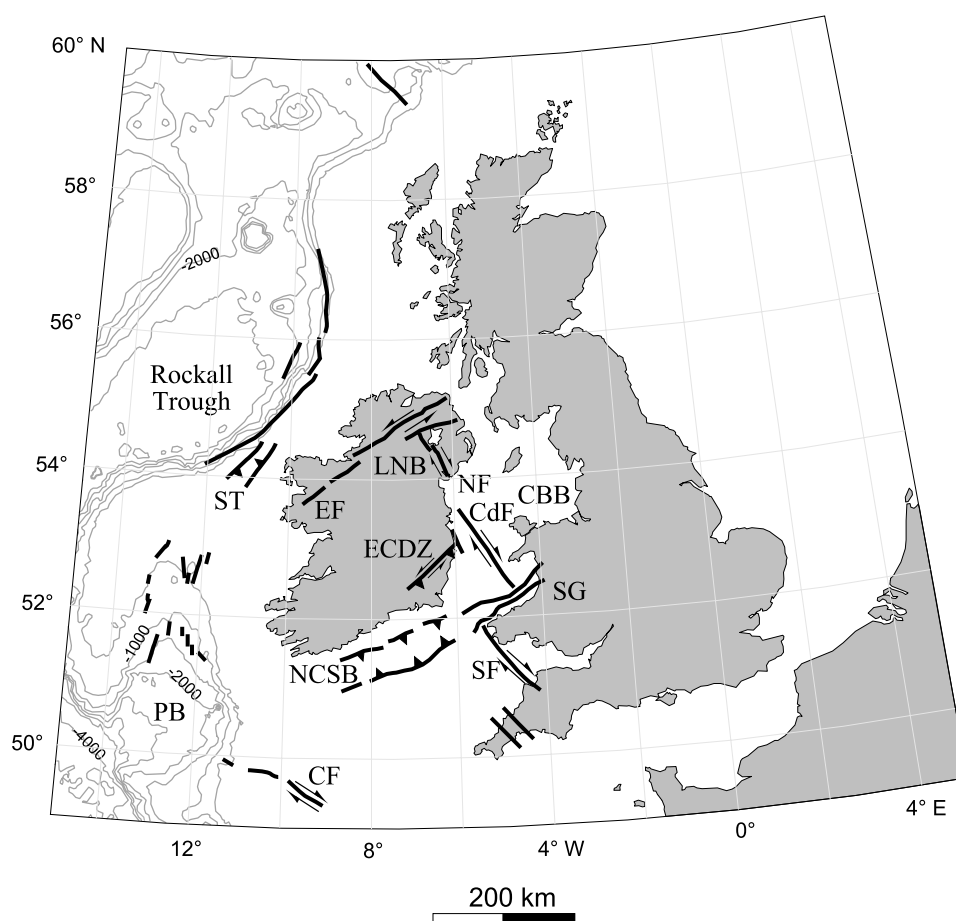 60° N
58°
-2000
56°
Rockall
Trough
54°
LNB
ST
NF
EF
CBB
CdF
ECDZ
52°
SG
-1000
NCSB
SF
-2000
PB
50°
-4000
CF
12°
8°
4° W
0°
4° E
200 km